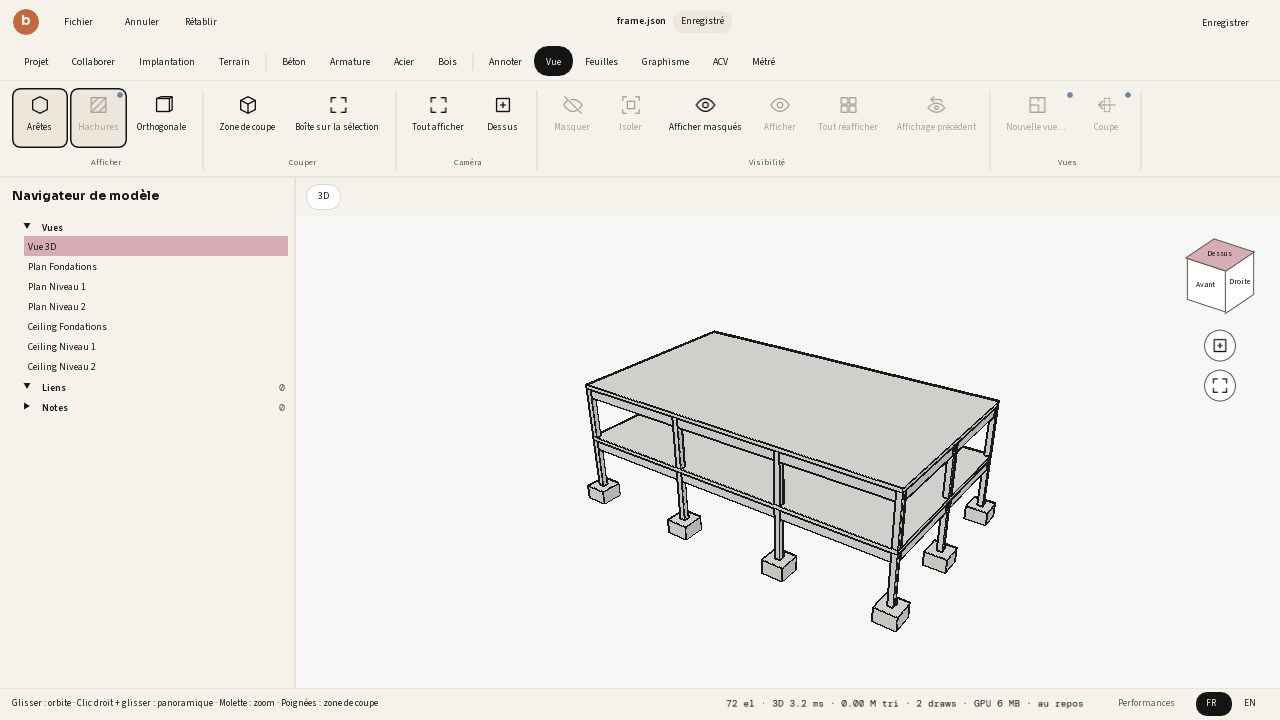 b Fichier Annuler Rétablir frame.json Enregistré Enregistrer
Projet Collaborer Implantation Terrain Béton Armature Acier Bois Annoter Vue Feuilles Graphisme ACV Métré
Arêtes Hachures Orthogonale Zone de coupe Boîte sur la sélection Tout afficher Dessus Masquer Isoler Afficher masqués Afficher Tout réafficher Affichage précédent Nouvelle vue… Coupe
Afficher Couper Caméra Visibilité Vues
Navigateur de modèle
3D
Vues
Vue 3D
Plan Fondations
Plan Niveau 1
Plan Niveau 2
Ceiling Fondations
Ceiling Niveau 1
Ceiling Niveau 2
Liens 0
Notes 0
Dessus
Avant Droite
Glisser : orbite · Clic droit + glisser : panoramique · Molette : zoom · Poignées : zone de coupe 72 el · 3D 3.2 ms · 0.00 M tri · 2 draws · GPU 6 MB · au repos Performances FR EN